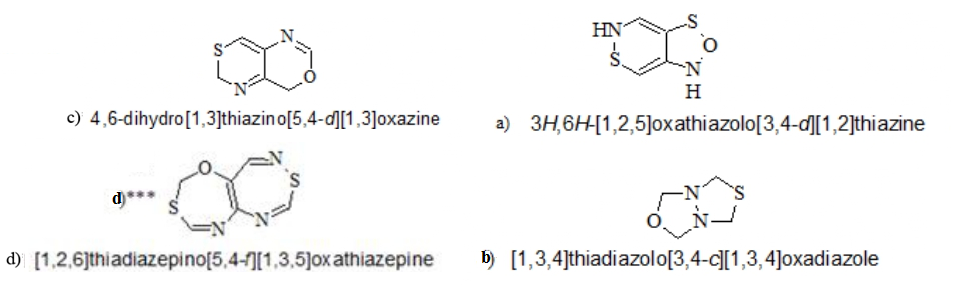 S N N O
c) 4,6-dihydro[1,3]thiazino[5,4-d][1,3]oxazine
HN S S O N H
a) 3H,6H-[1,2,5]oxathiazolo[3,4-d][1,2]thiazine
d)*** O N S S N N
d) [1,2,6]thiadiazepino[5,4-f][1,3,5]oxathiazepine
N S O N
b) [1,3,4]thiadiazolo[3,4-c][1,3,4]oxadiazole